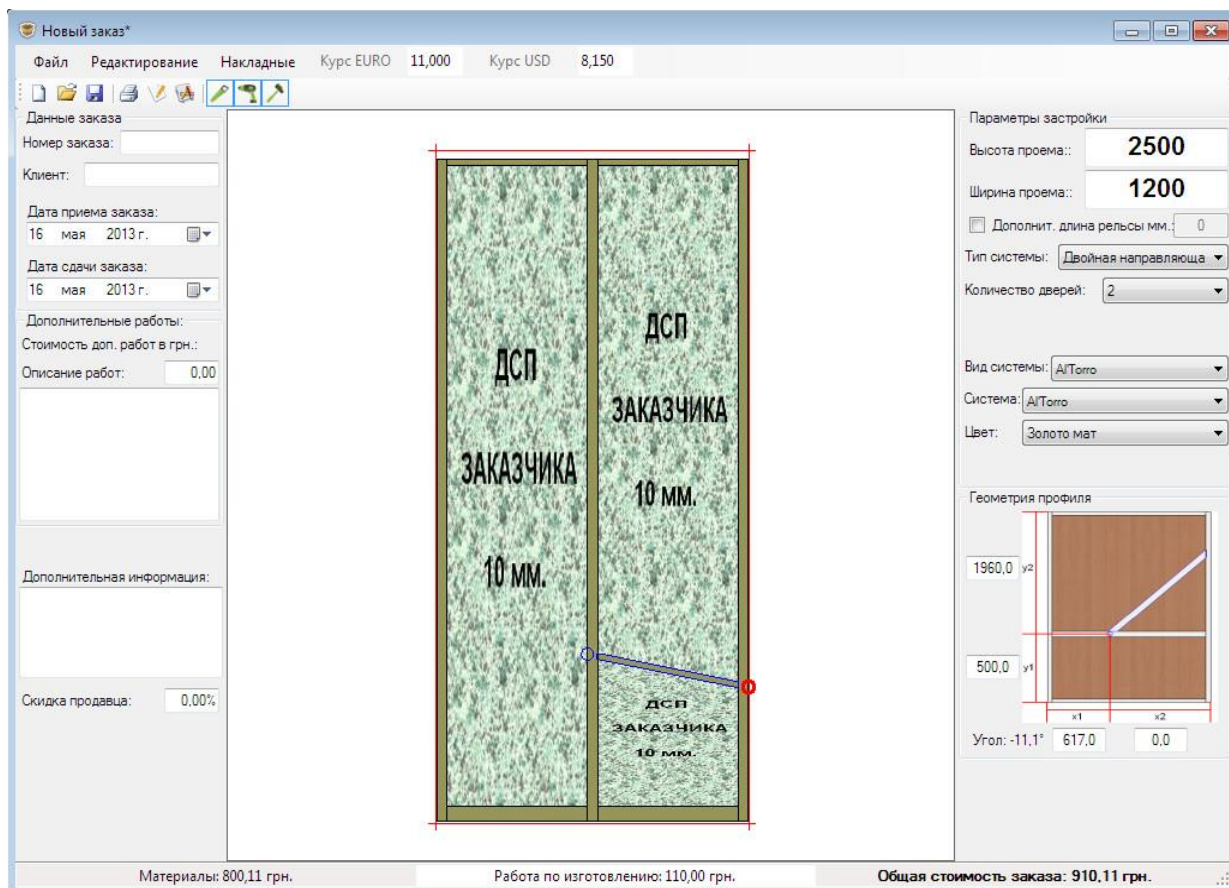 Новый заказ*
Файл Редактирование Накладные Курс EURO 11,000 Курс USD 8,150
Данные заказа
Номер заказа:
Клиент:
Дата приема заказа:
16 мая 2013 г.
Дата сдачи заказа:
16 мая 2013 г.
Дополнительные работы:
Стоимость доп. работ в грн.:
Описание работ: 0,00
Дополнительная информация:
Скидка продавца: 0,00%
ДСП
ЗАКАЗЧИКА
10 мм.
ДСП
ЗАКАЗЧИКА
10 мм.
ДСП
ЗАКАЗЧИКА
10 мм.
Параметры застройки
Высота проема:: 2500
Ширина проема:: 1200
Дополнит. длина рельсы мм.: 0
Тип системы: Двойная направляюща
Количество дверей: 2
Вид системы: Al'Torro
Система: Al'Torro
Цвет: Золото мат
Геометрия профиля
1960,0 y2
500,0 y1
x1 x2
Угол: -11,1° 617,0 0,0
Материалы: 800,11 грн. Работа по изготовлению: 110,00 грн. Общая стоимость заказа: 910,11 грн.